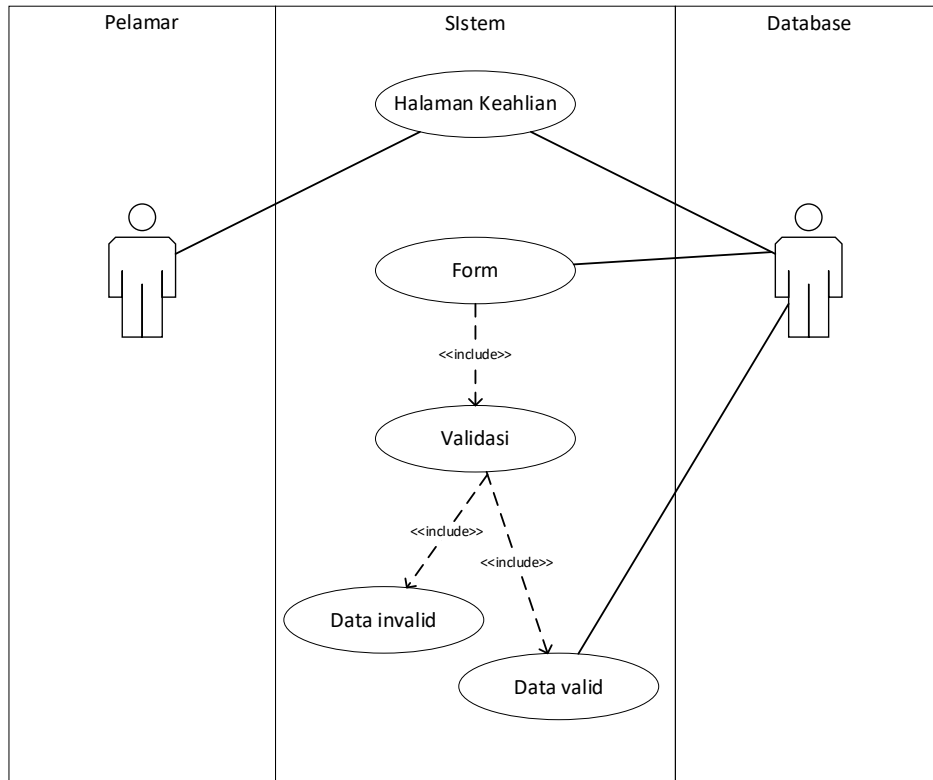 Pelamar
SIstem
Database
Halaman Keahlian
Form
<<include>>
Validasi
<<include>>
<<include>>
Data invalid
Data valid